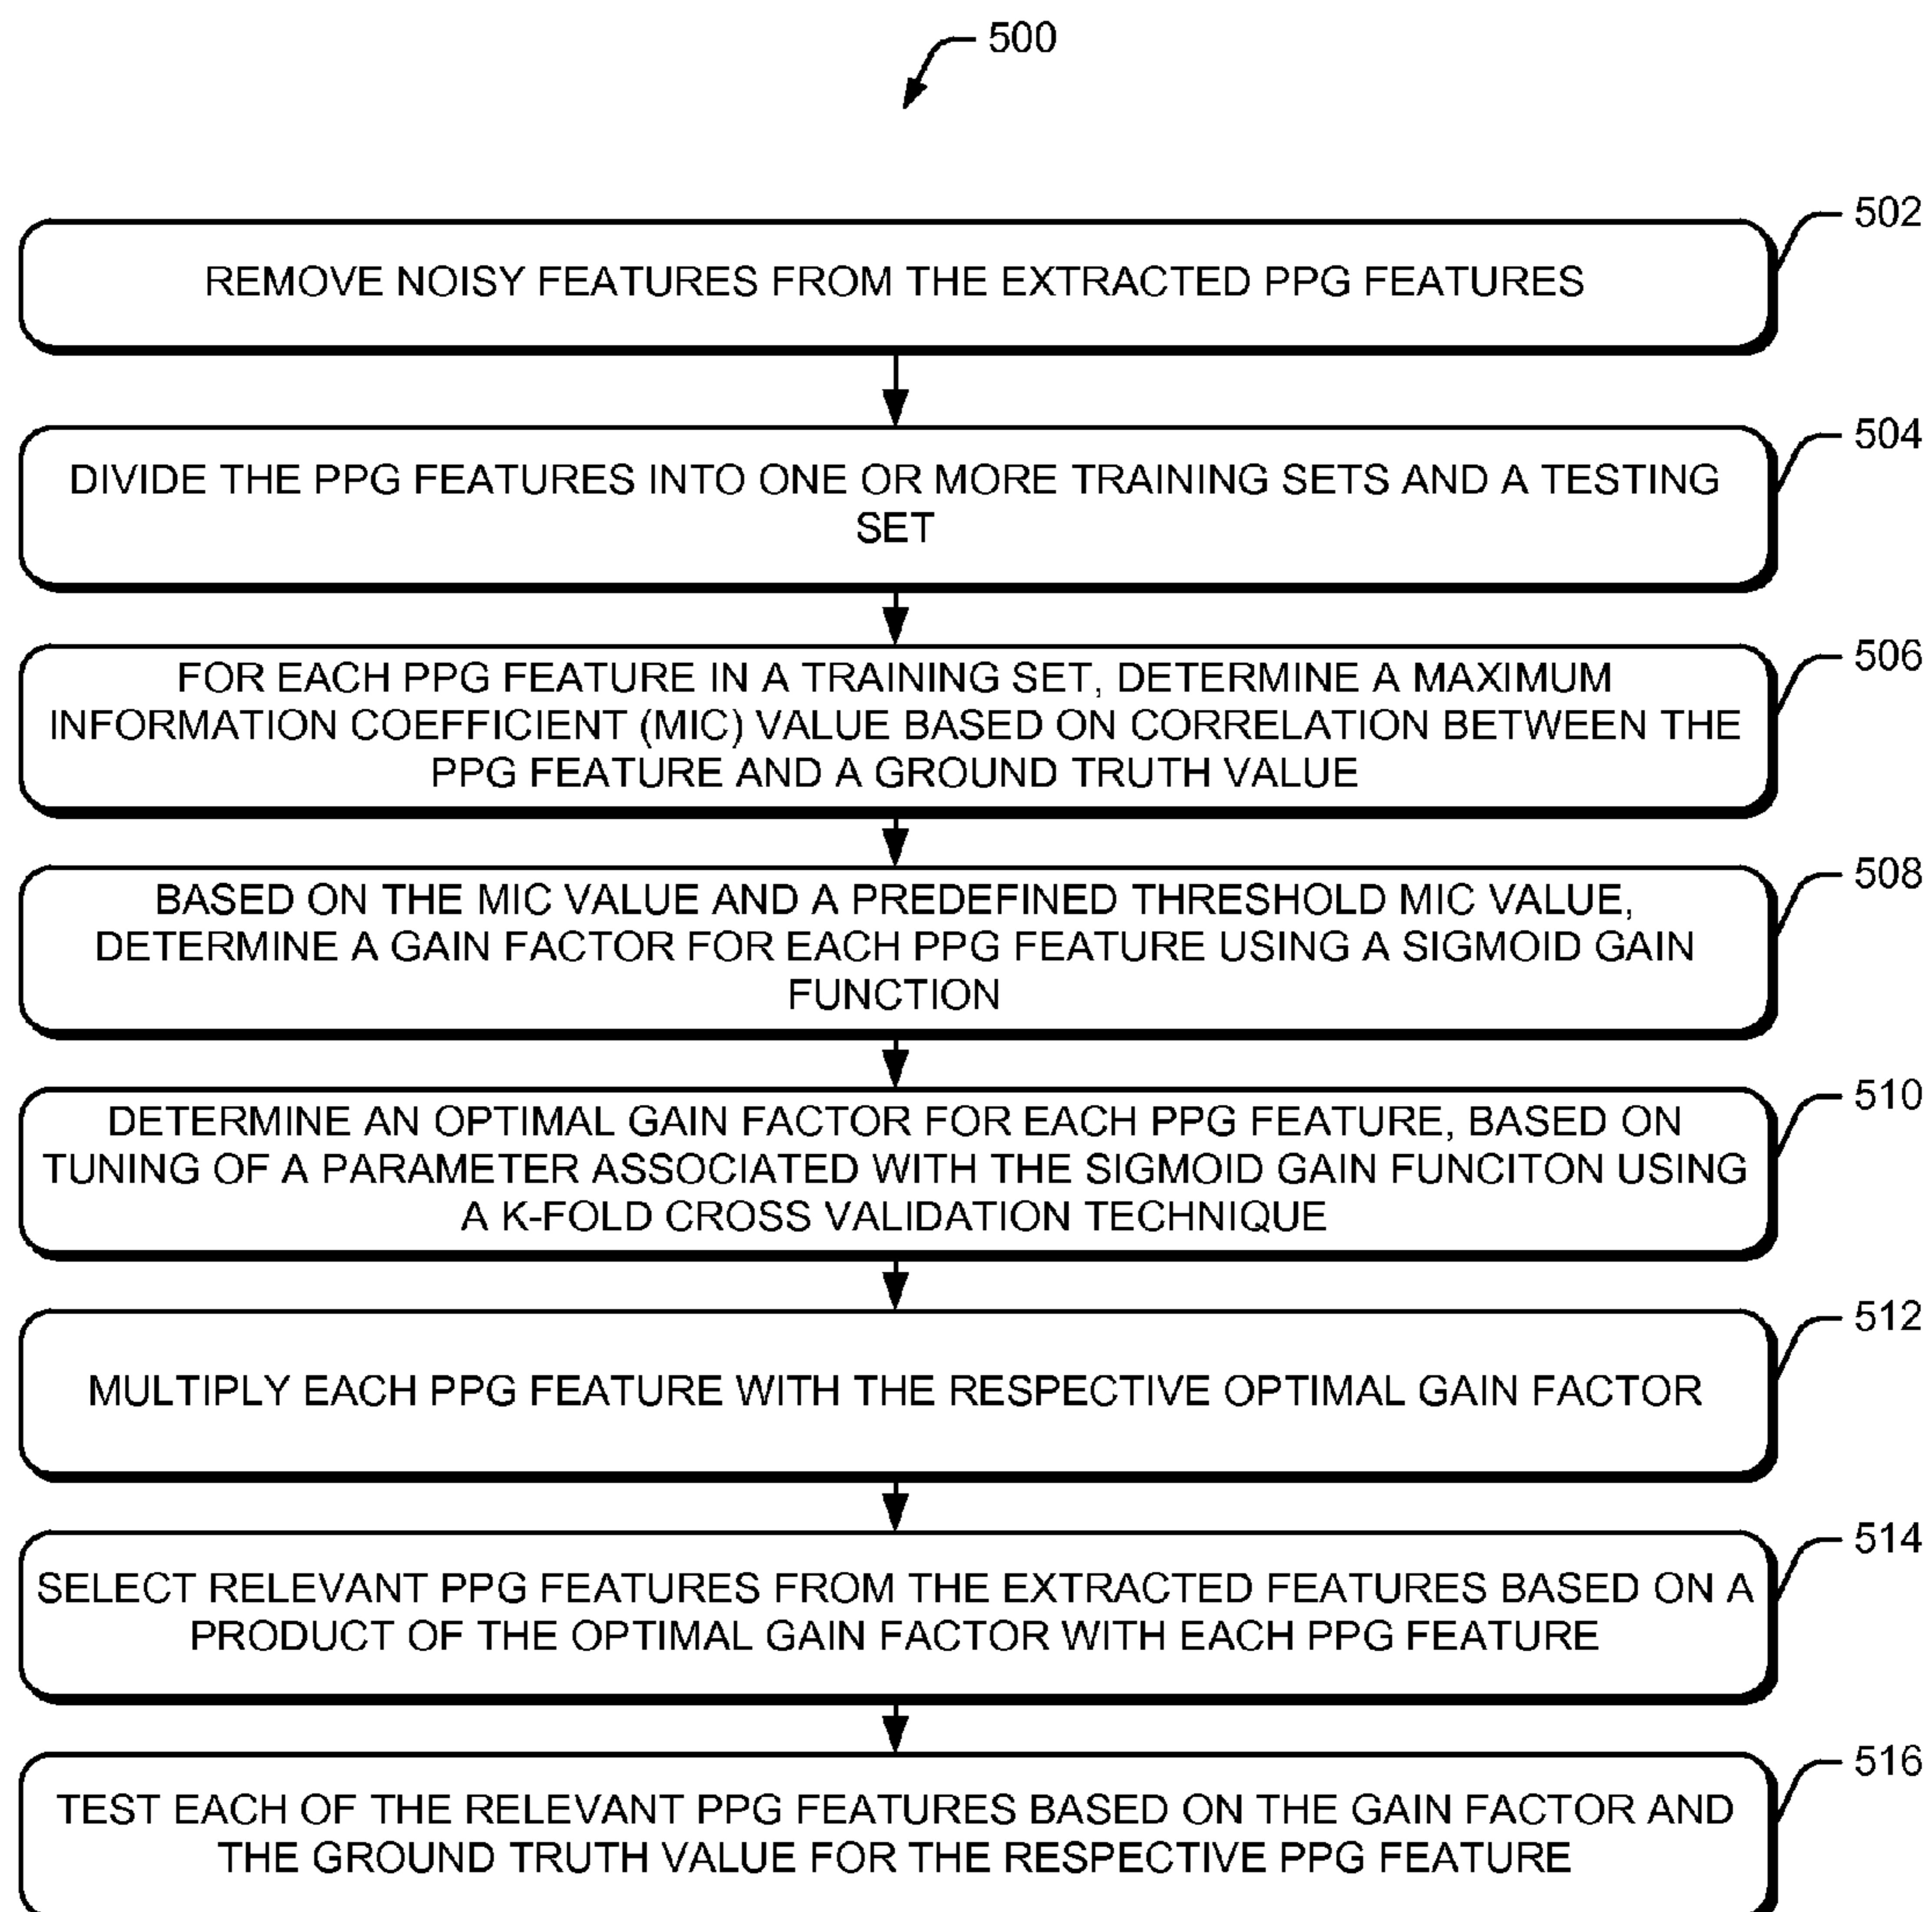 500
502
REMOVE NOISY FEATURES FROM THE EXTRACTED PPG FEATURES
504
DIVIDE THE PPG FEATURES INTO ONE OR MORE TRAINING SETS AND A TESTING
SET
506
FOR EACH PPG FEATURE IN A TRAINING SET, DETERMINE A MAXIMUM
INFORMATION COEFFICIENT (MIC) VALUE BASED ON CORRELATION BETWEEN THE
PPG FEATURE AND A GROUND TRUTH VALUE
508
BASED ON THE MIC VALUE AND A PREDEFINED THRESHOLD MIC VALUE,
DETERMINE A GAIN FACTOR FOR EACH PPG FEATURE USING A SIGMOID GAIN
FUNCTION
510
DETERMINE AN OPTIMAL GAIN FACTOR FOR EACH PPG FEATURE, BASED ON
TUNING OF A PARAMETER ASSOCIATED WITH THE SIGMOID GAIN FUNCITON USING
A K-FOLD CROSS VALIDATION TECHNIQUE
512
MULTIPLY EACH PPG FEATURE WITH THE RESPECTIVE OPTIMAL GAIN FACTOR
514
SELECT RELEVANT PPG FEATURES FROM THE EXTRACTED FEATURES BASED ON A
PRODUCT OF THE OPTIMAL GAIN FACTOR WITH EACH PPG FEATURE
516
TEST EACH OF THE RELEVANT PPG FEATURES BASED ON THE GAIN FACTOR AND
THE GROUND TRUTH VALUE FOR THE RESPECTIVE PPG FEATURE